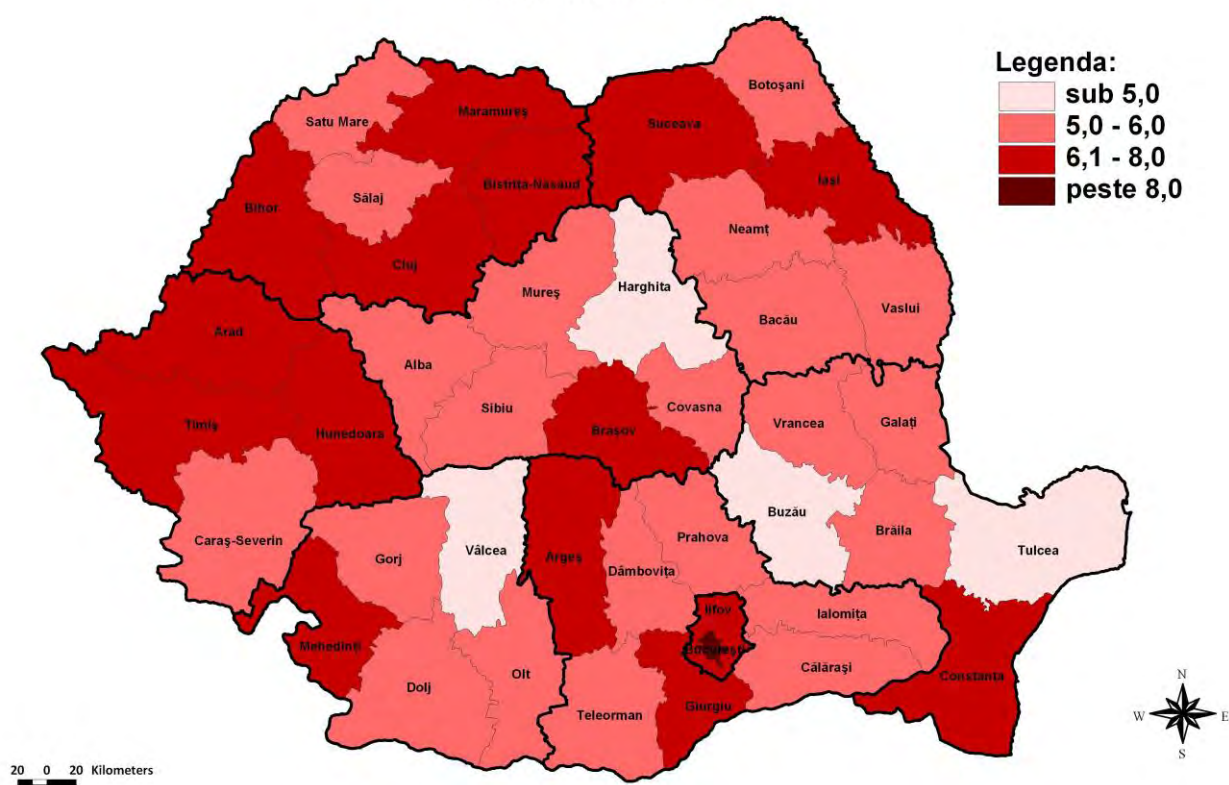 Legenda:
sub 5,0
5,0 - 6,0
6,1 - 8,0
peste 8,0
Botoşani
Satu Mare
Maramureş
Suceava
Iaşi
Bistriţa-Nasaud
Sălaj
Bihor
Neamţ
Cluj
Harghita
Mureş
Vaslui
Bacău
Arad
Alba
Sibiu
Covasna
Timiş
Hunedoara
Braşov
Vrancea
Galaţi
Buzău
Brăila
Caraş-Severin
Gorj
Vâlcea
Argeş
Prahova
Tulcea
Dâmboviţa
Ilfov
Ialomiţa
Mehedinţi
Bucureşti
Călăraşi
Constanţa
Olt
Dolj
Teleorman
Giurgiu
N
W E
S
20 0 20 Kilometers